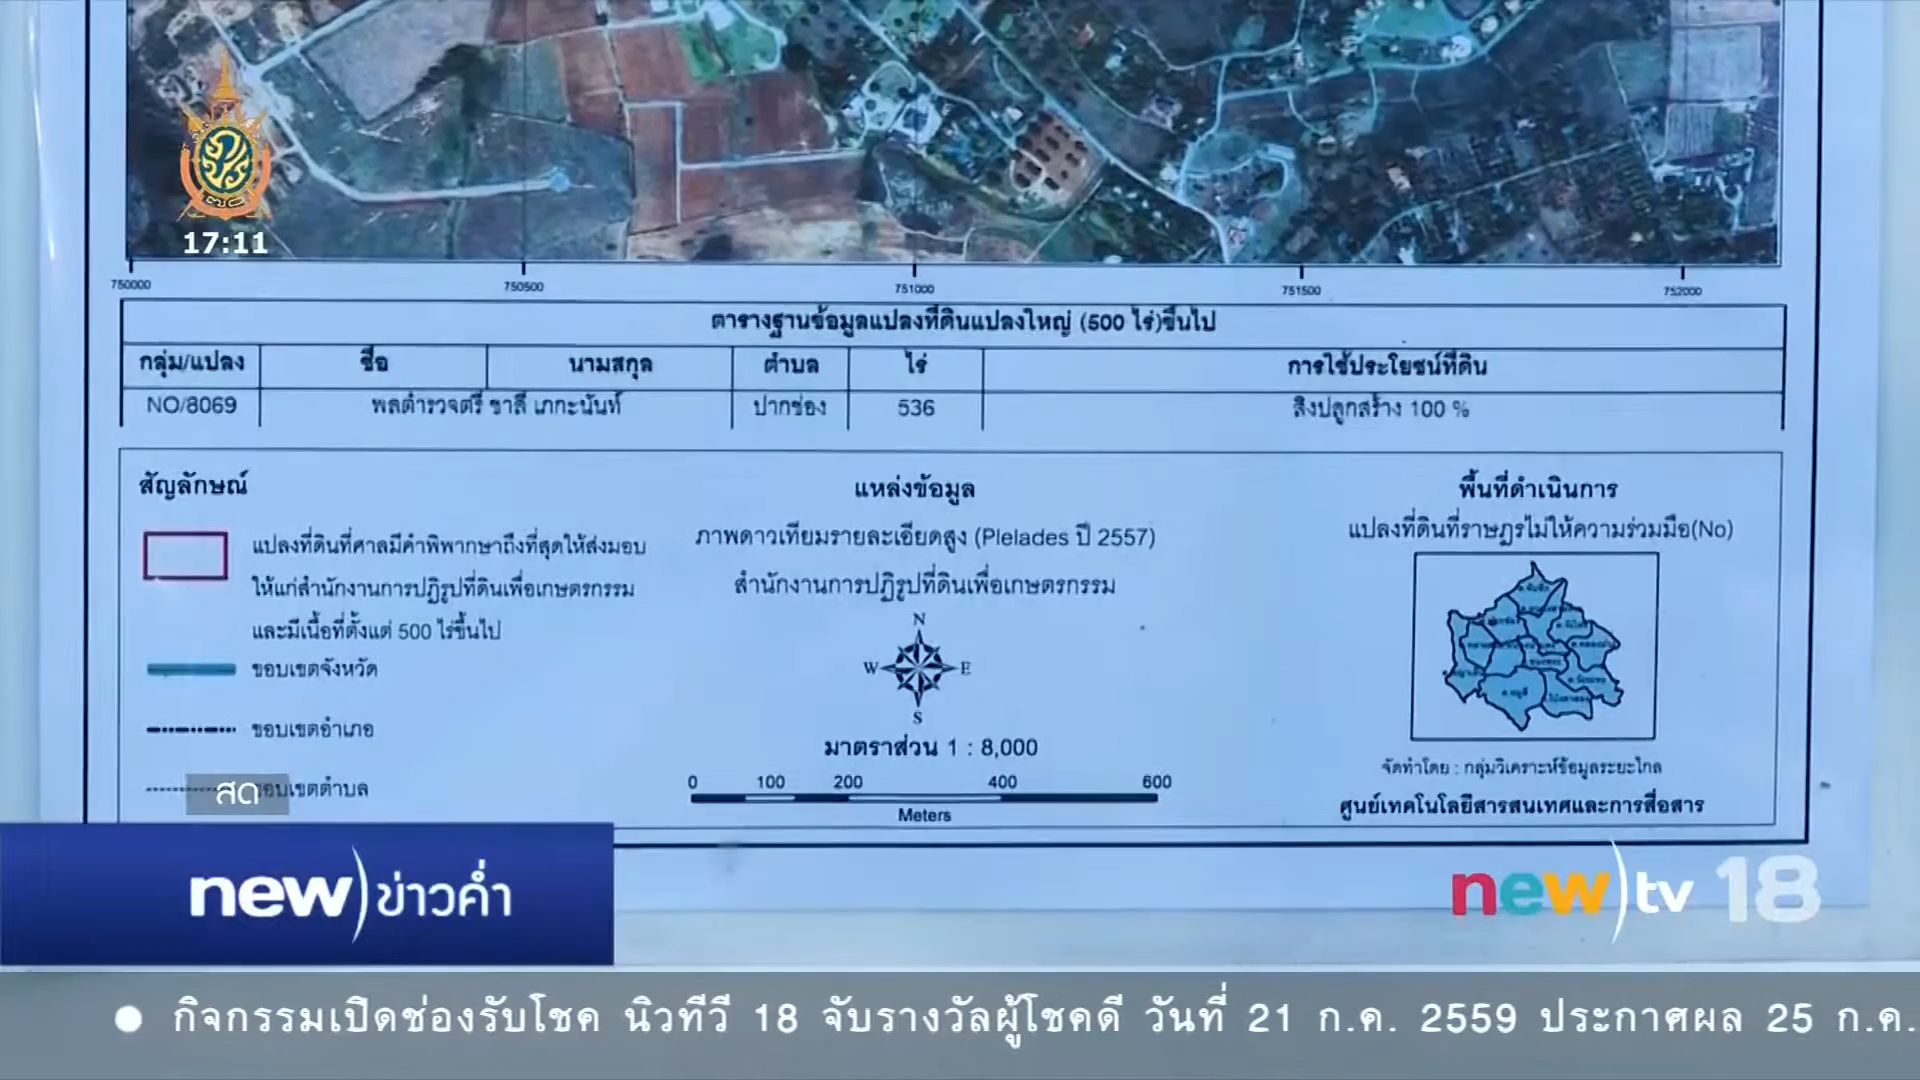 17:11
750000 750500 751000 751500 752000
ตารางฐานข้อมูลแปลงที่ดินแปลงใหญ่ (500 ไร่)ขึ้นไป
กลุ่ม/แปลง ชื่อ นามสกุล ตำบล ไร่ การใช้ประโยชน์ที่ดิน
NO/8069 พลตำรวจตรี ชาลี เภกะนันท์ ปากช่อง 536 สิ่งปลูกสร้าง 100 %
สัญลักษณ์
แปลงที่ดินที่ศาลมีคำพิพากษาถึงที่สุดให้ส่งมอบ
ให้แก่สำนักงานการปฏิรูปที่ดินเพื่อเกษตรกรรม
และมีเนื้อที่ตั้งแต่ 500 ไร่ขึ้นไป
ขอบเขตจังหวัด
ขอบเขตอำเภอ
ขอบเขตตำบล
แหล่งข้อมูล
ภาพดาวเทียมรายละเอียดสูง (Pleiades ปี 2557)
สำนักงานการปฏิรูปที่ดินเพื่อเกษตรกรรม
N
W E
S
มาตราส่วน 1 : 8,000
0 100 200 400 600
Meters
พื้นที่ดำเนินการ
แปลงที่ดินที่ราษฎรไม่ให้ความร่วมมือ(No)
จัดทำโดย : กลุ่มวิเคราะห์ข้อมูลระยะไกล
ศูนย์เทคโนโลยีสารสนเทศและการสื่อสาร
สด
new)ข่าวค่ำ
new)tv 18
กิจกรรมเปิดช่องรับโชค นิวทีวี 18 จับรางวัลผู้โชคดี วันที่ 21 ก.ค. 2559 ประกาศผล 25 ก.ค.